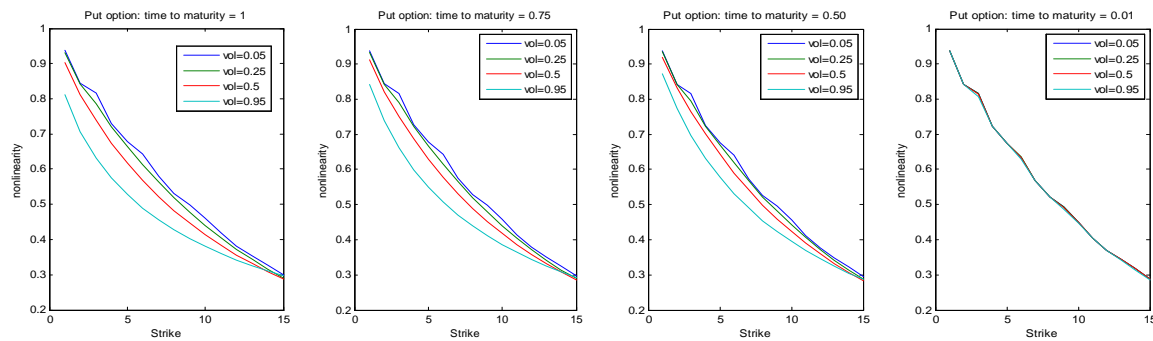 Put option: time to maturity = 1
1
0.9
0.8
0.7
0.6
0.5
0.4
0.3
0.2
nonlinearity
0
5
10
15
Strike
vol=0.05
vol=0.25
vol=0.5
vol=0.95
Put option: time to maturity = 0.75
1
0.9
0.8
0.7
0.6
0.5
0.4
0.3
0.2
nonlinearity
0
5
10
15
Strike
vol=0.05
vol=0.25
vol=0.5
vol=0.95
Put option: time to maturity = 0.50
1
0.9
0.8
0.7
0.6
0.5
0.4
0.3
0.2
nonlinearity
0
5
10
15
Strike
vol=0.05
vol=0.25
vol=0.5
vol=0.95
Put option: time to maturity = 0.01
1
0.9
0.8
0.7
0.6
0.5
0.4
0.3
0.2
nonlinearity
0
5
10
15
Strike
vol=0.05
vol=0.25
vol=0.5
vol=0.95